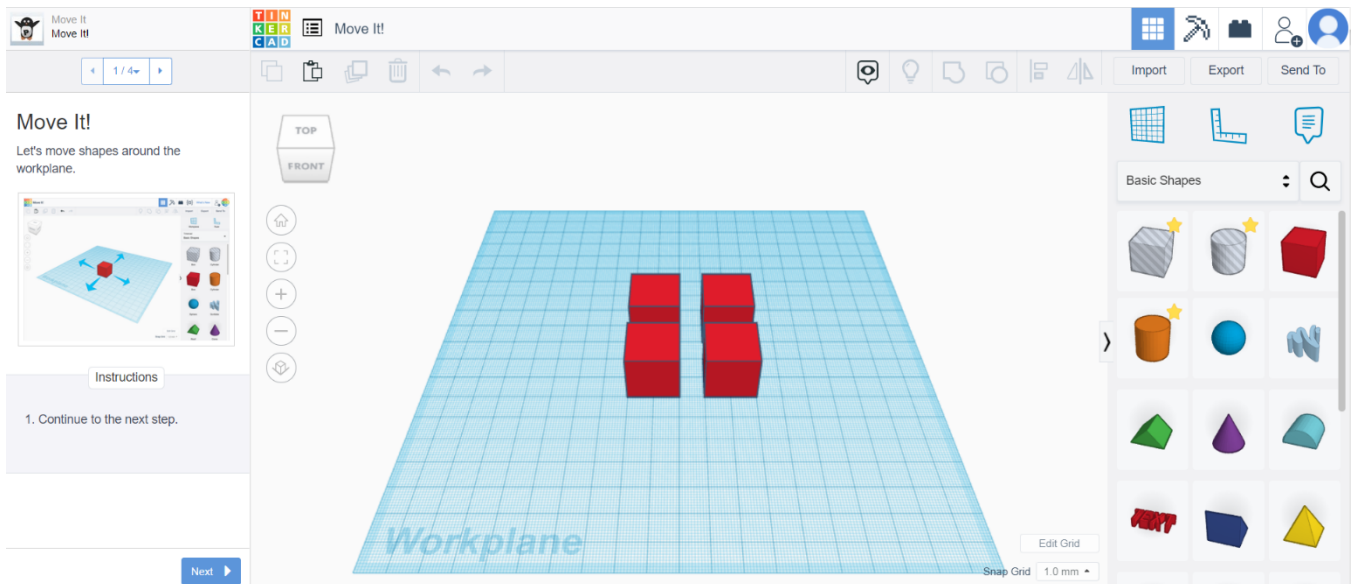 Move It
Move It!
TIN
KER
CAD
Move It!
1 / 4
Import
Export
Send To
Move It!
Let's move shapes around the
workplane.
Instructions
1. Continue to the next step.
Next
TOP
FRONT
Workplane
Edit Grid
Snap Grid 1.0 mm
Basic Shapes
TEXT